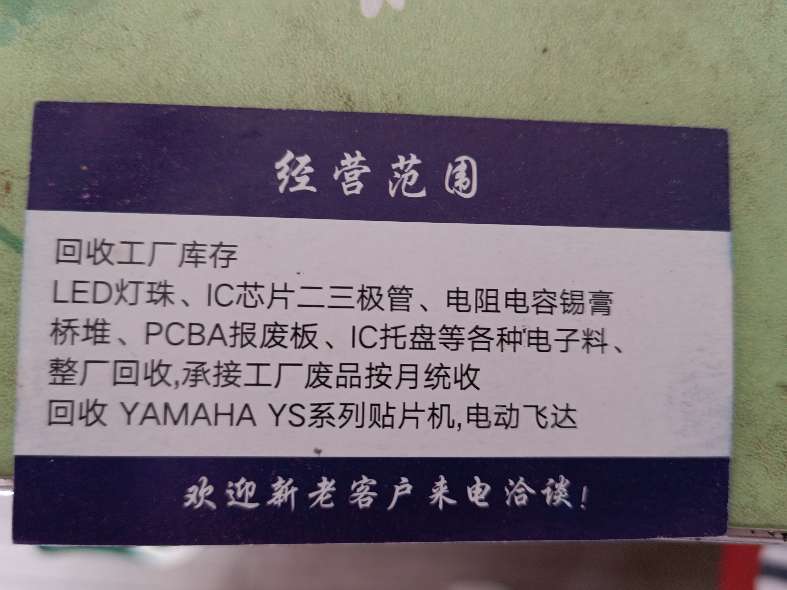 经营范围
回收工厂库存
LED灯珠、IC芯片二三极管、电阻电容锡膏
桥堆、PCBA报废板、IC托盘等各种电子料、
整厂回收,承接工厂废品按月统收
回收 YAMAHA YS系列贴片机,电动飞达
欢迎新老客户来电洽谈!